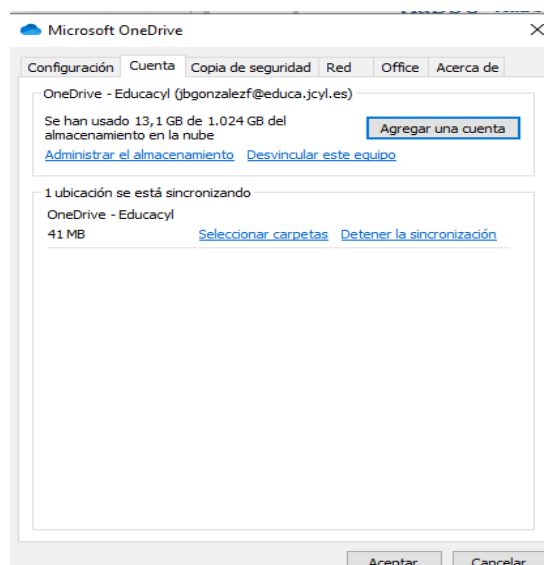 Microsoft OneDrive
Configuración Cuenta Copia de seguridad Red Office Acerca de
OneDrive - Educacyl (jbgonzalezf@educa.jcyl.es)
Se han usado 13,1 GB de 1.024 GB del
almacenamiento en la nube
Agregar una cuenta
Administrar el almacenamiento Desvincular este equipo
1 ubicación se está sincronizando
OneDrive - Educacyl
41 MB Seleccionar carpetas Detener la sincronización
Aceptar Cancelar